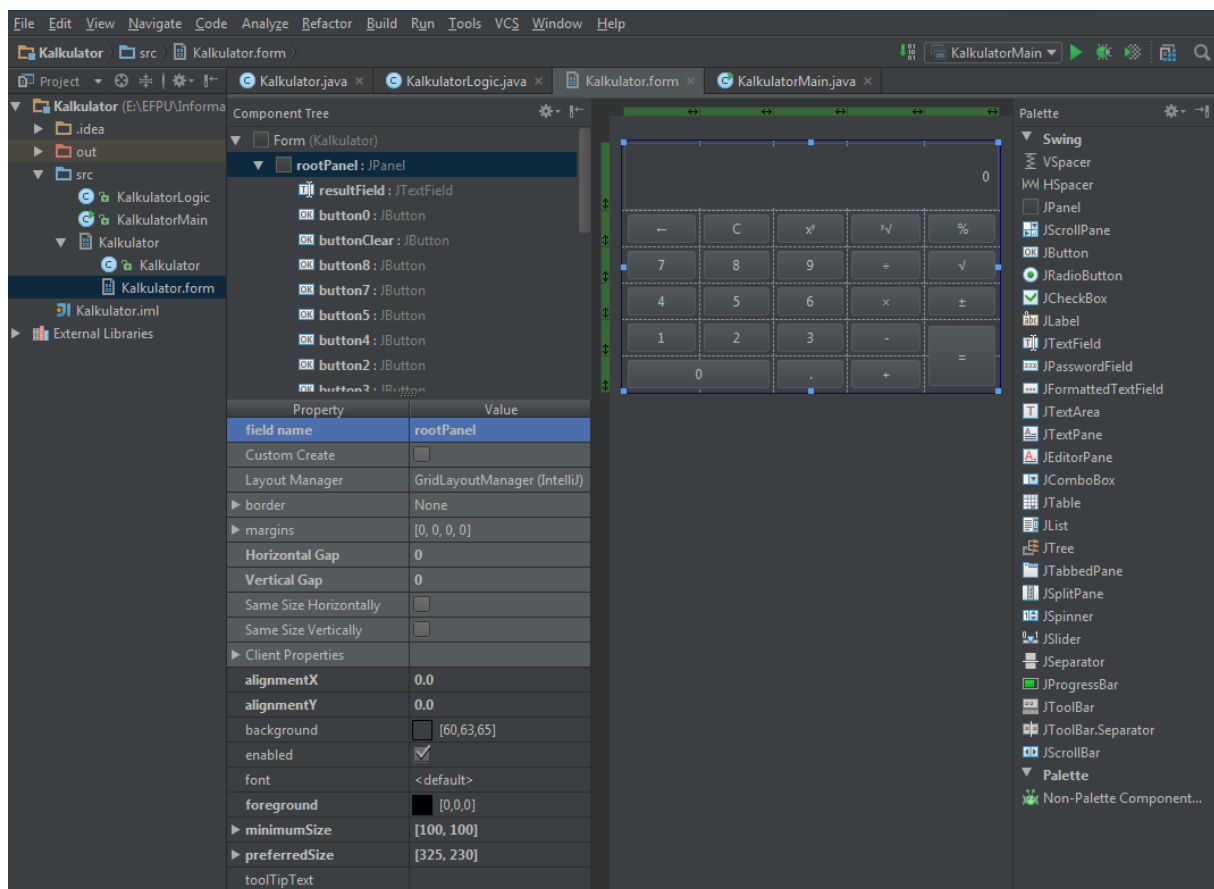 File Edit View Navigate Code Analyze Refactor Build Run Tools VCS Window Help
Kalkulator src Kalkulator.form KalkulatorMain
Project Kalkulator.java × KalkulatorLogic.java × Kalkulator.form × KalkulatorMain.java ×
Kalkulator (E:\EFPU\Informa
.idea
out
src
KalkulatorLogic
KalkulatorMain
Kalkulator
Kalkulator
Kalkulator.form
Kalkulator.iml
External Libraries
Component Tree
Form (Kalkulator)
rootPanel : JPanel
resultField : JTextField
button0 : JButton
buttonClear : JButton
button8 : JButton
button7 : JButton
button5 : JButton
button4 : JButton
button2 : JButton
button3 : JButton
Property Value
field name rootPanel
Custom Create
Layout Manager GridLayoutManager (IntelliJ)
border None
margins [0, 0, 0, 0]
Horizontal Gap 0
Vertical Gap 0
Same Size Horizontally
Same Size Vertically
Client Properties
alignmentX 0.0
alignmentY 0.0
background [60,63,65]
enabled
font <default>
foreground [0,0,0]
minimumSize [100, 100]
preferredSize [325, 230]
toolTipText
0
← C xʸ ʸ√ %
7 8 9 ÷ √
4 5 6 × ±
1 2 3 -
=
0 . +
Palette
Swing
VSpacer
HSpacer
JPanel
JScrollPane
OK JButton
JRadioButton
JCheckBox
JLabel
JTextField
JPasswordField
JFormattedTextField
JTextArea
JTextPane
JEditorPane
JComboBox
JTable
JList
JTree
JTabbedPane
JSplitPane
JSpinner
JSlider
JSeparator
JProgressBar
JToolBar
JToolBar.Separator
JScrollBar
Palette
Non-Palette Component...